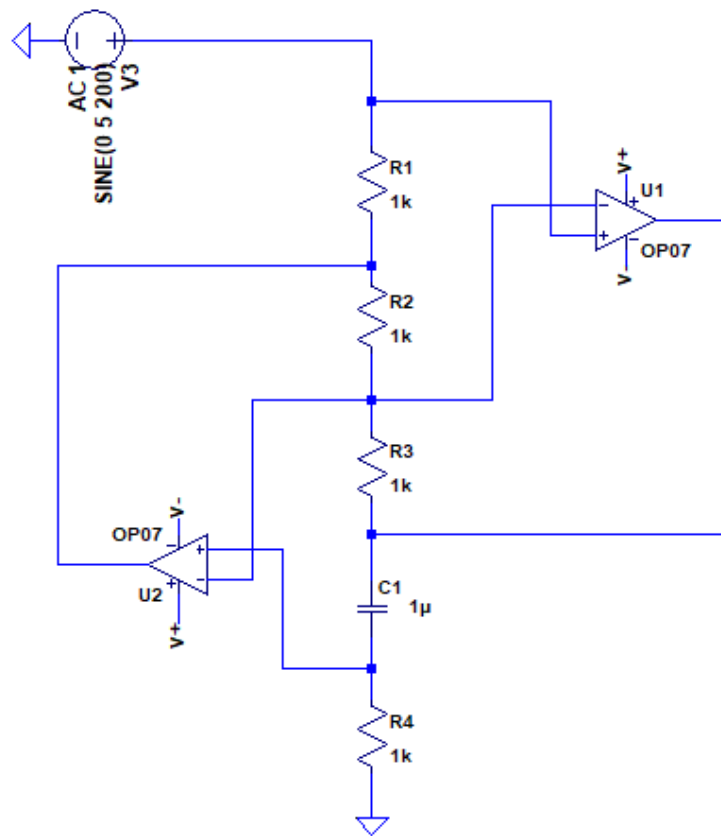 AC 1
SINE(0 5 200)
V3
R1
1k
v+
U1
OP07
v-
R2
1k
R3
1k
v-
OP07
U2
v+
C1
1µ
R4
1k